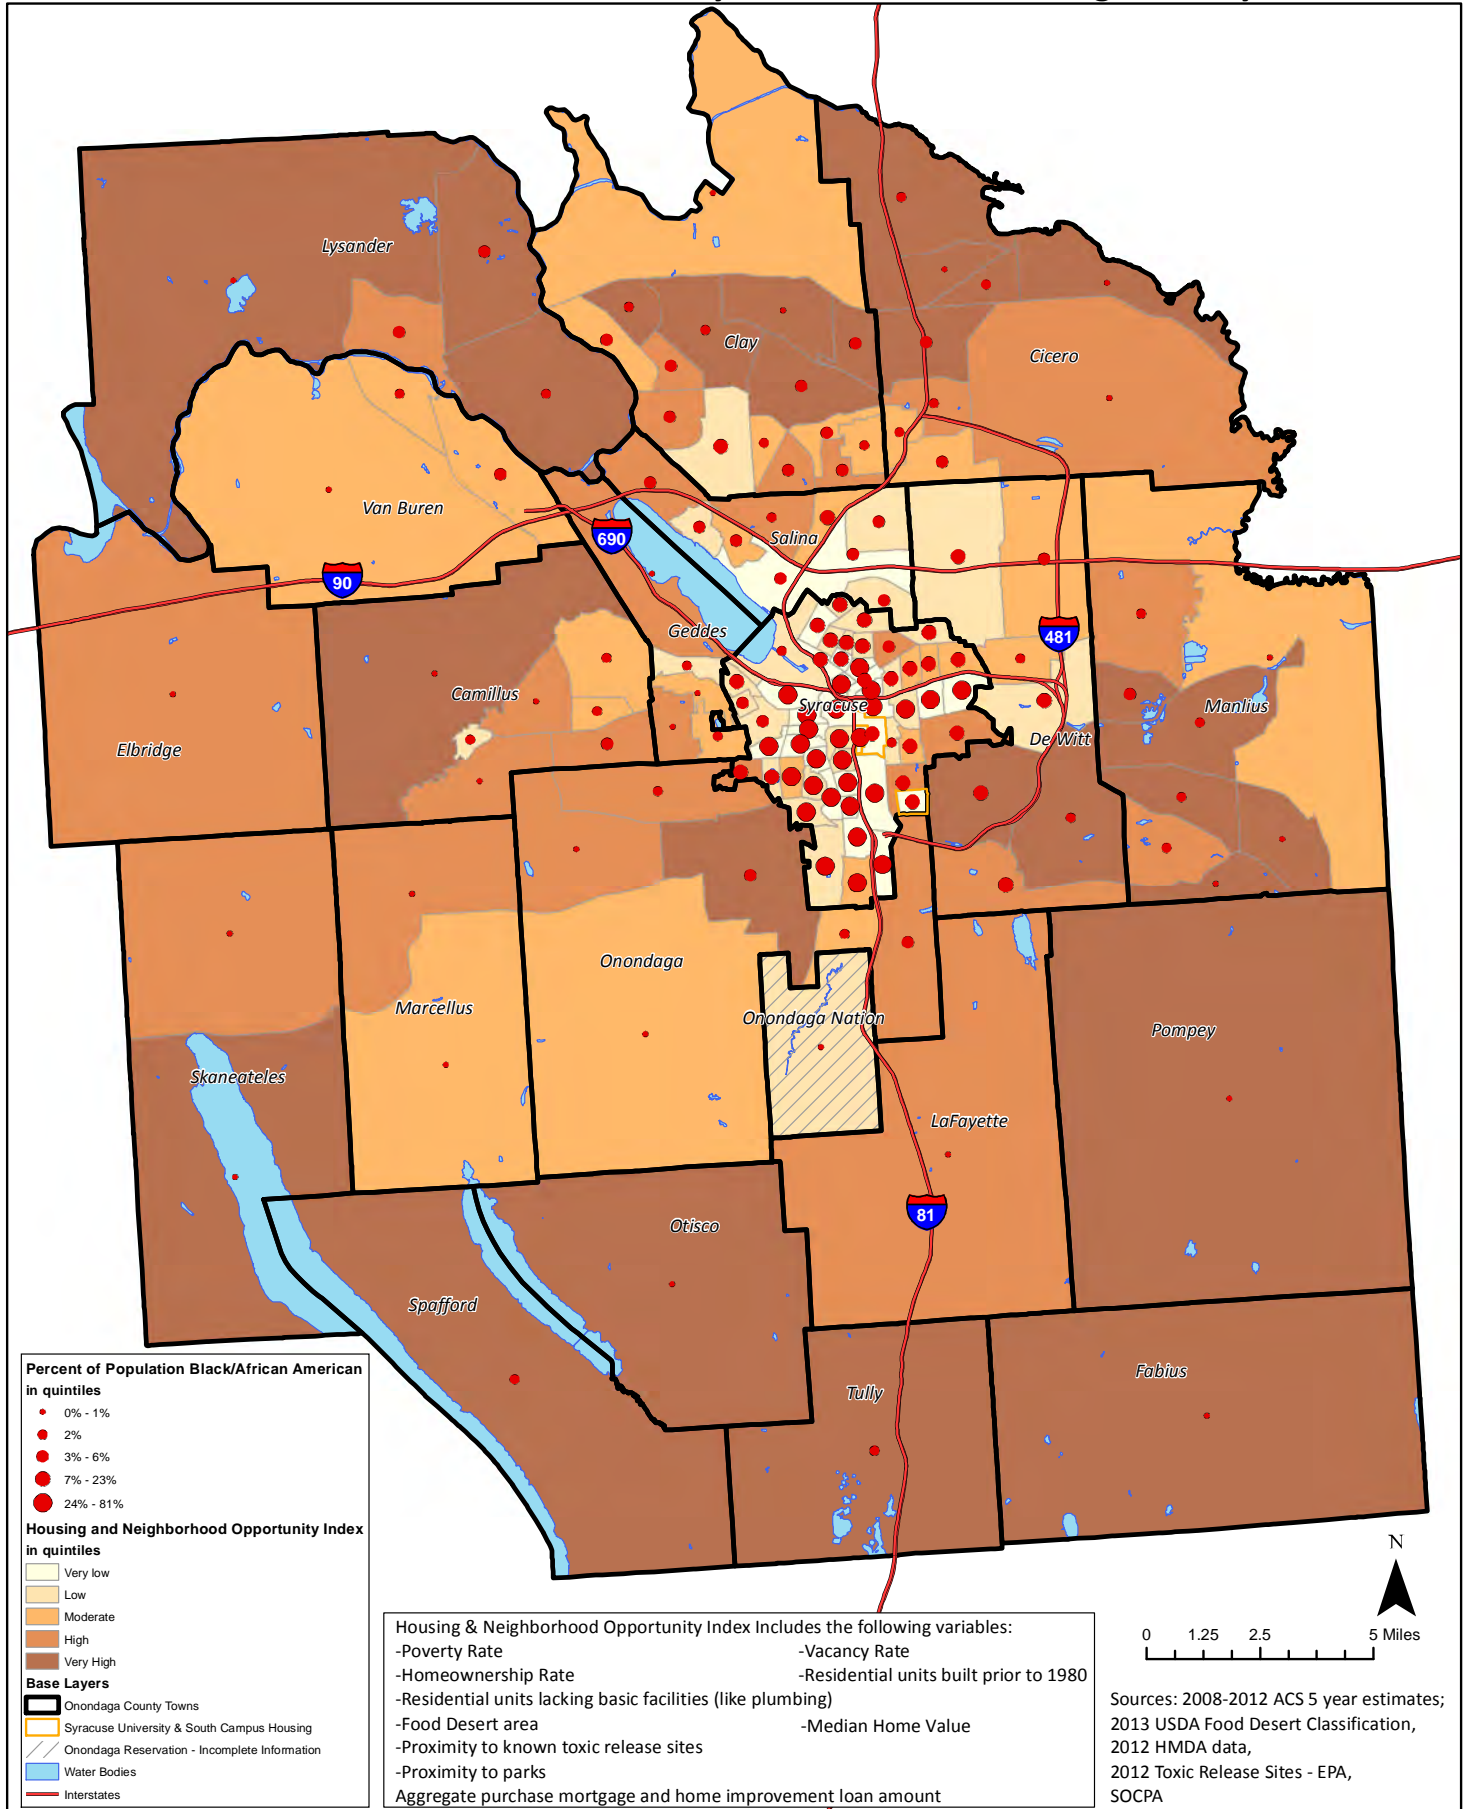 Lysander
Clay
Cicero
Van Buren
Salina
690
90
Geddes
481
Camillus
Syracuse
Manlius
Elbridge
De Witt
Onondaga
Marcellus
Onondaga Nation
Pompey
Skaneateles
LaFayette
81
Otisco
Spafford
Fabius
Tully
Percent of Population Black/African American
in quintiles
0% - 1%
2%
3% - 6%
7% - 23%
24% - 81%
Housing and Neighborhood Opportunity Index
in quintiles
Very low
Low
Moderate
High
Very High
Base Layers
Onondaga County Towns
Syracuse University & South Campus Housing
Onondaga Reservation - Incomplete Information
Water Bodies
Interstates
Housing & Neighborhood Opportunity Index Includes the following variables:
-Poverty Rate -Vacancy Rate
-Homeownership Rate -Residential units built prior to 1980
-Residential units lacking basic facilities (like plumbing)
-Food Desert area -Median Home Value
-Proximity to known toxic release sites
-Proximity to parks
Aggregate purchase mortgage and home improvement loan amount
N
0 1.25 2.5 5 Miles
Sources: 2008-2012 ACS 5 year estimates;
2013 USDA Food Desert Classification,
2012 HMDA data,
2012 Toxic Release Sites - EPA,
SOCPA